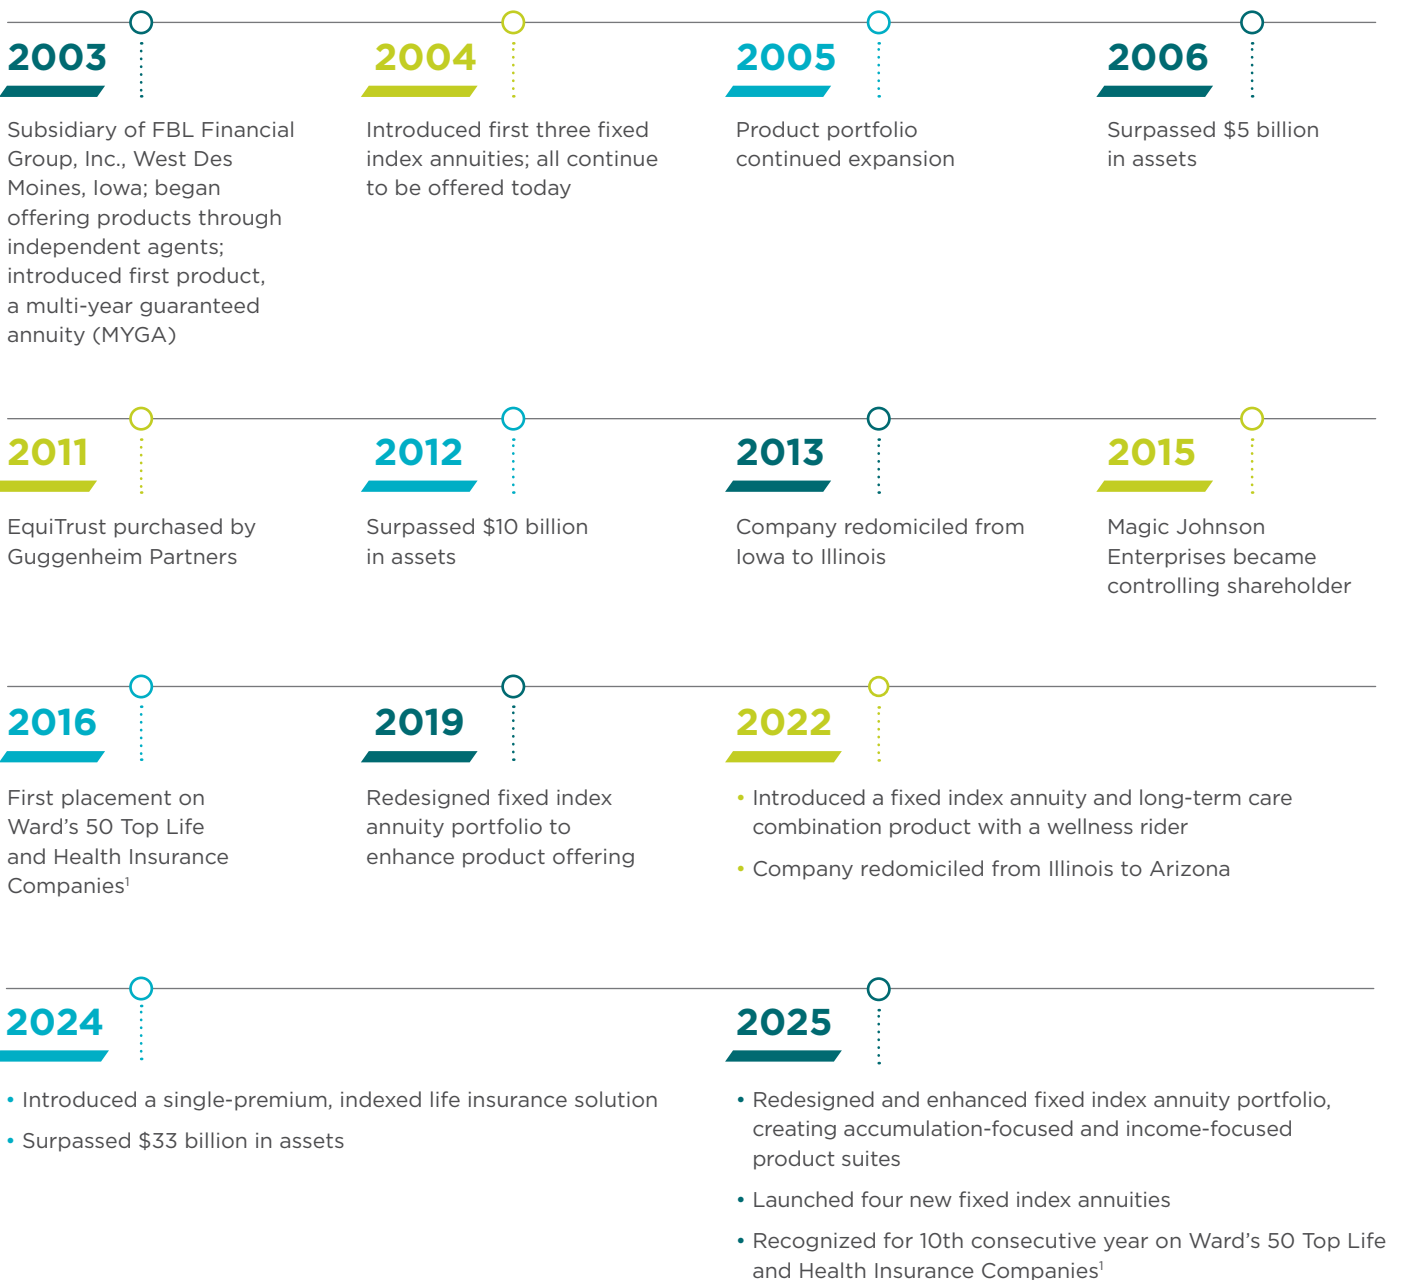 2003
Subsidiary of FBL Financial
Group, Inc., West Des
Moines, Iowa; began
offering products through
independent agents;
introduced first product,
a multi-year guaranteed
annuity (MYGA)
2004
Introduced first three fixed
index annuities; all continue
to be offered today
2005
Product portfolio
continued expansion
2006
Surpassed $5 billion
in assets
2011
EquiTrust purchased by
Guggenheim Partners
2012
Surpassed $10 billion
in assets
2013
Company redomiciled from
Iowa to Illinois
2015
Magic Johnson
Enterprises became
controlling shareholder
2016
First placement on
Ward's 50 Top Life
and Health Insurance
Companies¹
2019
Redesigned fixed index
annuity portfolio to
enhance product offering
2022
• Introduced a fixed index annuity and long-term care
combination product with a wellness rider
• Company redomiciled from Illinois to Arizona
2024
• Introduced a single-premium, indexed life insurance solution
• Surpassed $33 billion in assets
2025
• Redesigned and enhanced fixed index annuity portfolio,
creating accumulation-focused and income-focused
product suites
• Launched four new fixed index annuities
• Recognized for 10th consecutive year on Ward's 50 Top Life
and Health Insurance Companies¹